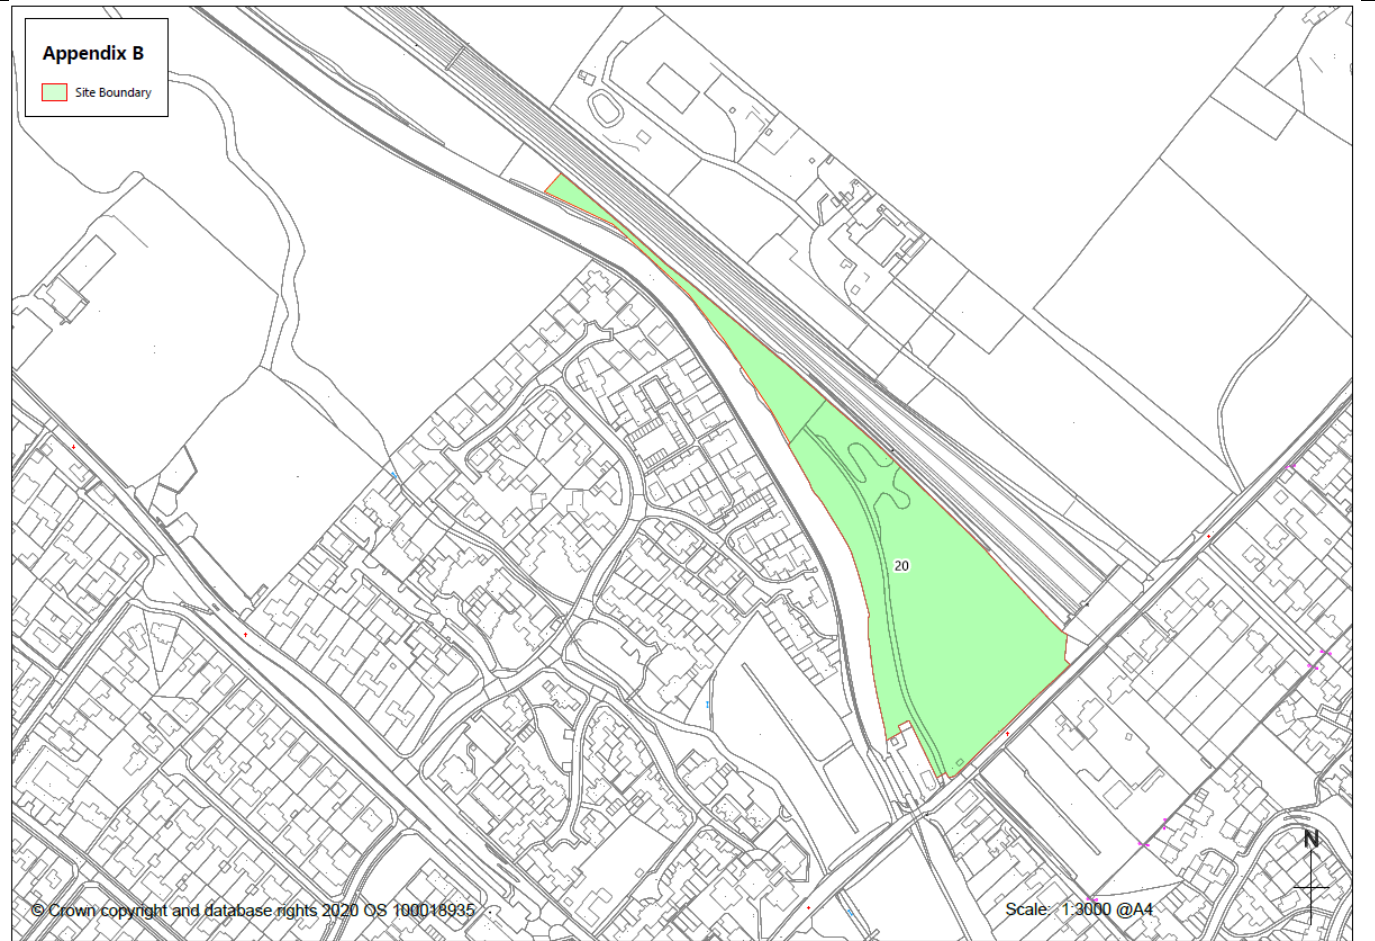 Appendix B
Site Boundary
20
N
© Crown copyright and database rights 2020 OS 100018935
Scale: 1:3000 @A4